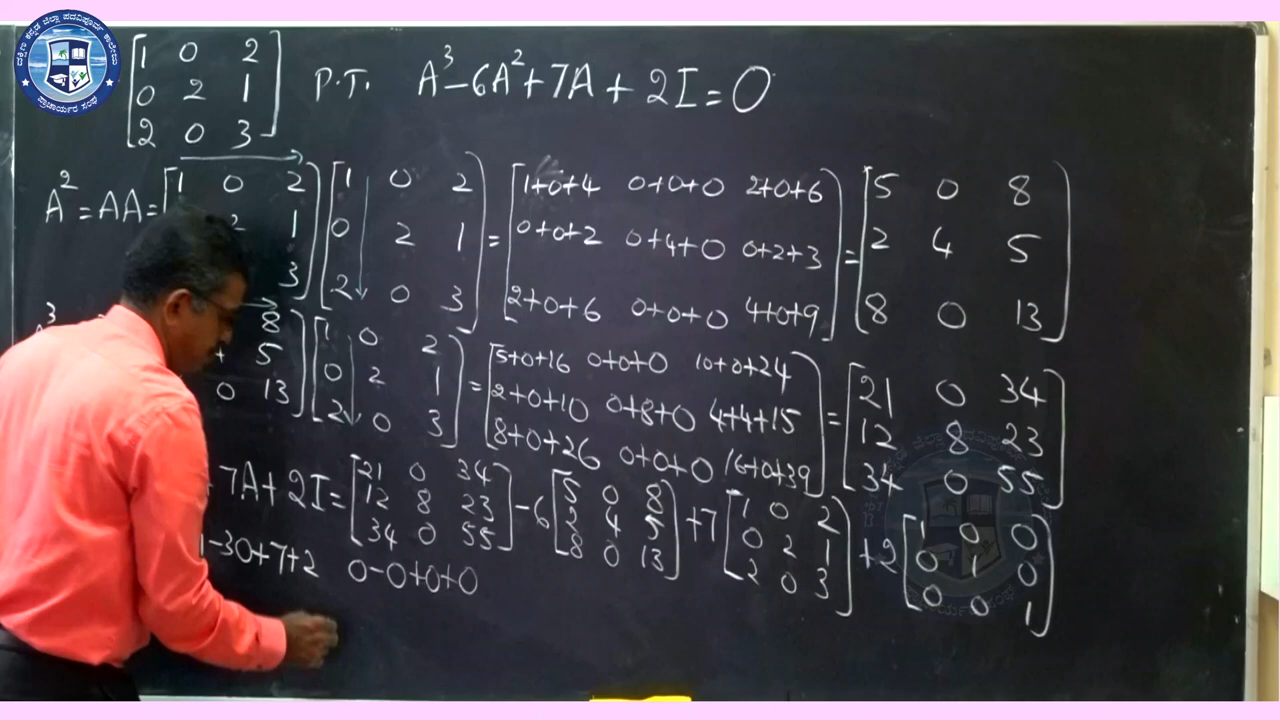 ದಕ್ಷಿಣ ಕನ್ನಡ ಜಿಲ್ಲಾ ಪದವಿಪೂರ್ವ ಕಾಲೇಜು
ಪ್ರಾಚಾರ್ಯರ ಸಂಘ
[1 0 2
0 2 1
2 0 3] P.T. A³-6A²+7A+2I=0
A²=AA=[1 0 2
2 1
3] [1 0 2
0 2 1
2 0 3] = [1+0+4 0+0+0 2+0+6
0+0+2 0+4+0 0+2+3
2+0+6 0+0+0 4+0+9] = [5 0 8
2 4 5
8 0 13]
3 8
5
0 13] [1 0 2
0 2 1
2 0 3] = [5+0+16 0+0+0 10+0+24
2+0+10 0+8+0 4+4+15
8+0+26 0+0+0 16+0+39] = [21 0 34
12 8 23
34 0 55]
7A+2I= [21 0 34
12 8 23
34 0 55] -6 [5 0 8
2 4 5
8 0 13] +7 [1 0 2
0 2 1
2 0 3] +2 [1 0 0
0 1 0
0 0 1]
1-30+7+2 0-0+0+0